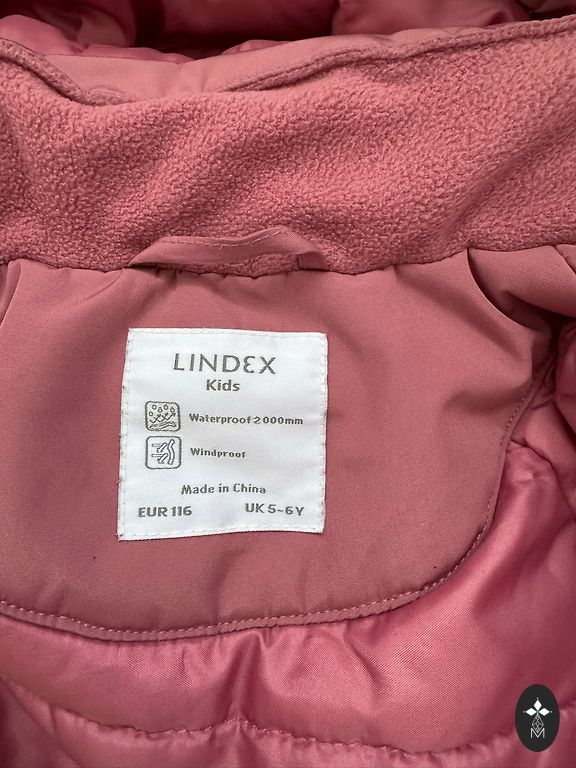 LINDEX
Kids
Waterproof 2000mm
Windproof
Made in China
EUR 116 UK 5-6Y
M